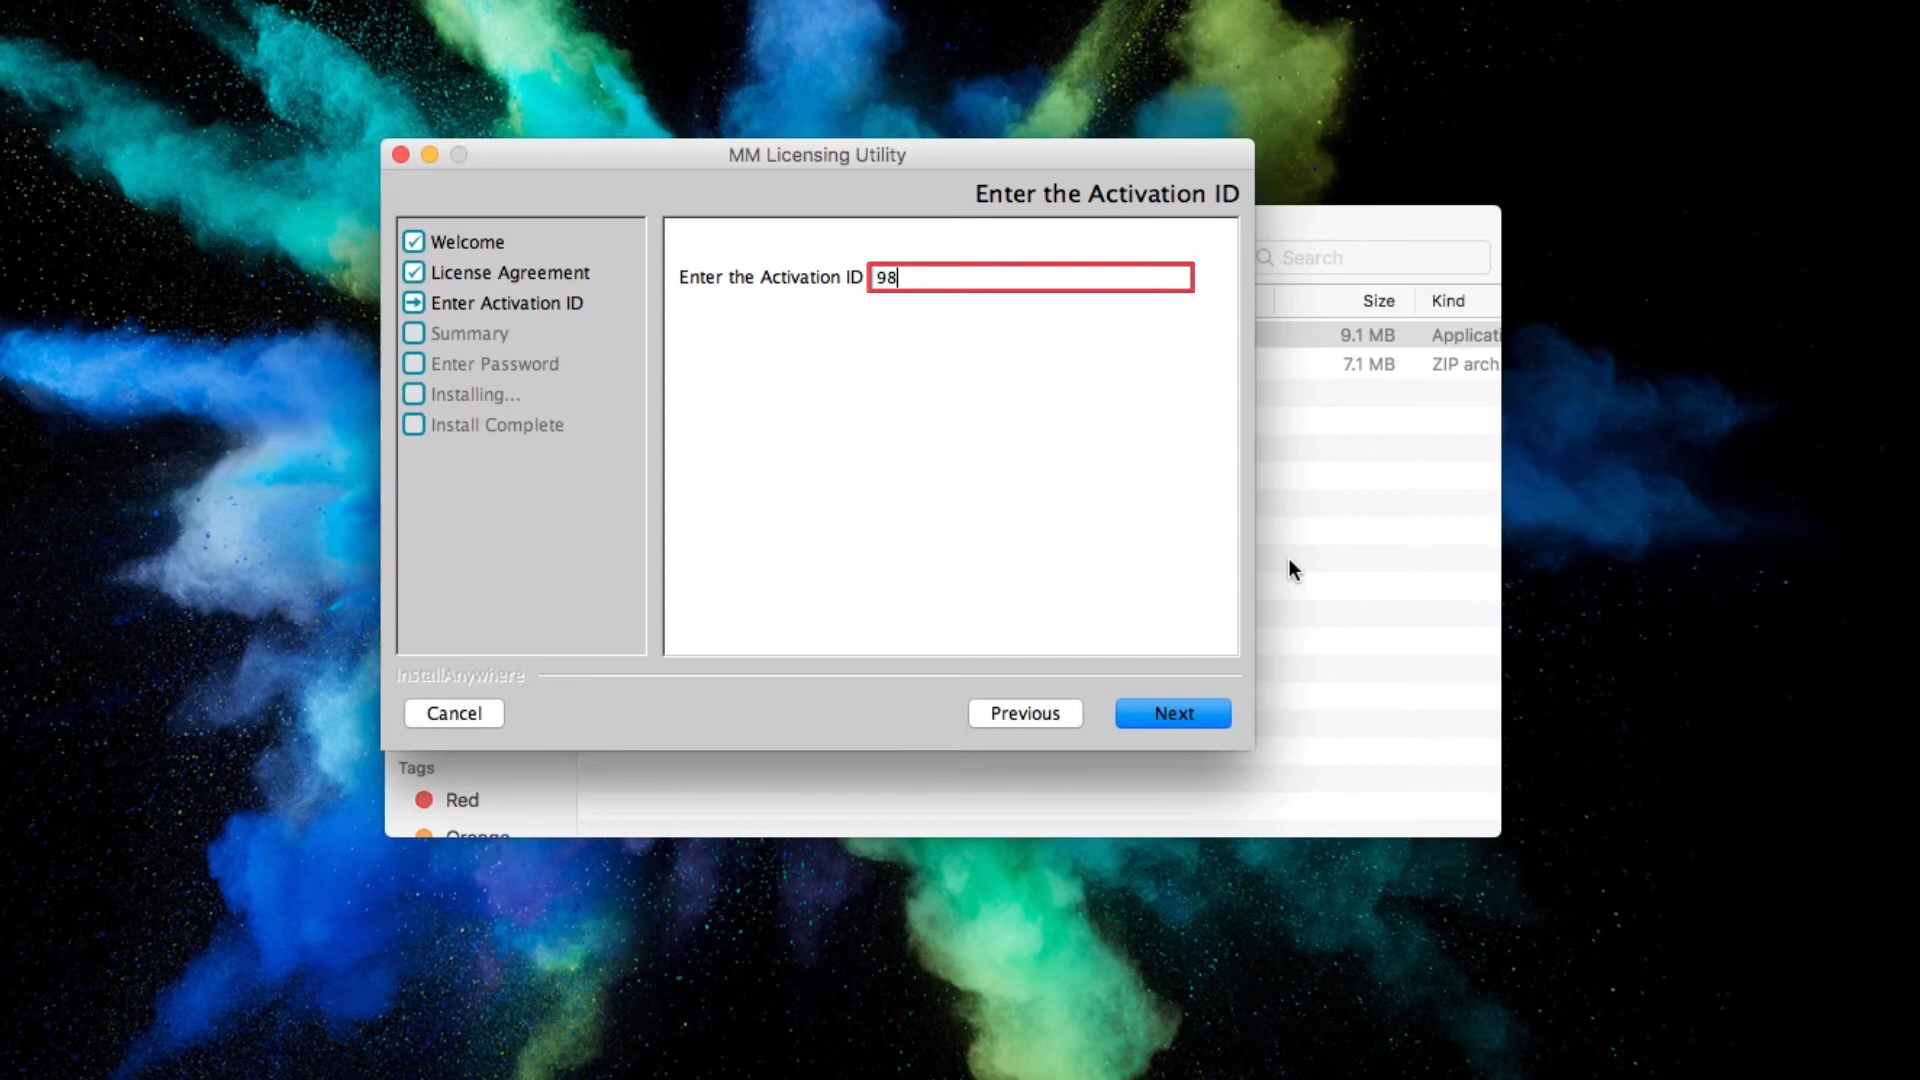 MM Licensing Utility
Enter the Activation ID
Welcome
License Agreement
Enter Activation ID
Summary
Enter Password
Installing...
Install Complete
Enter the Activation ID 98
InstallAnywhere
Cancel
Previous
Next
Search
Size Kind
9.1 MB Applicati
7.1 MB ZIP arch
Tags
Red
Orange